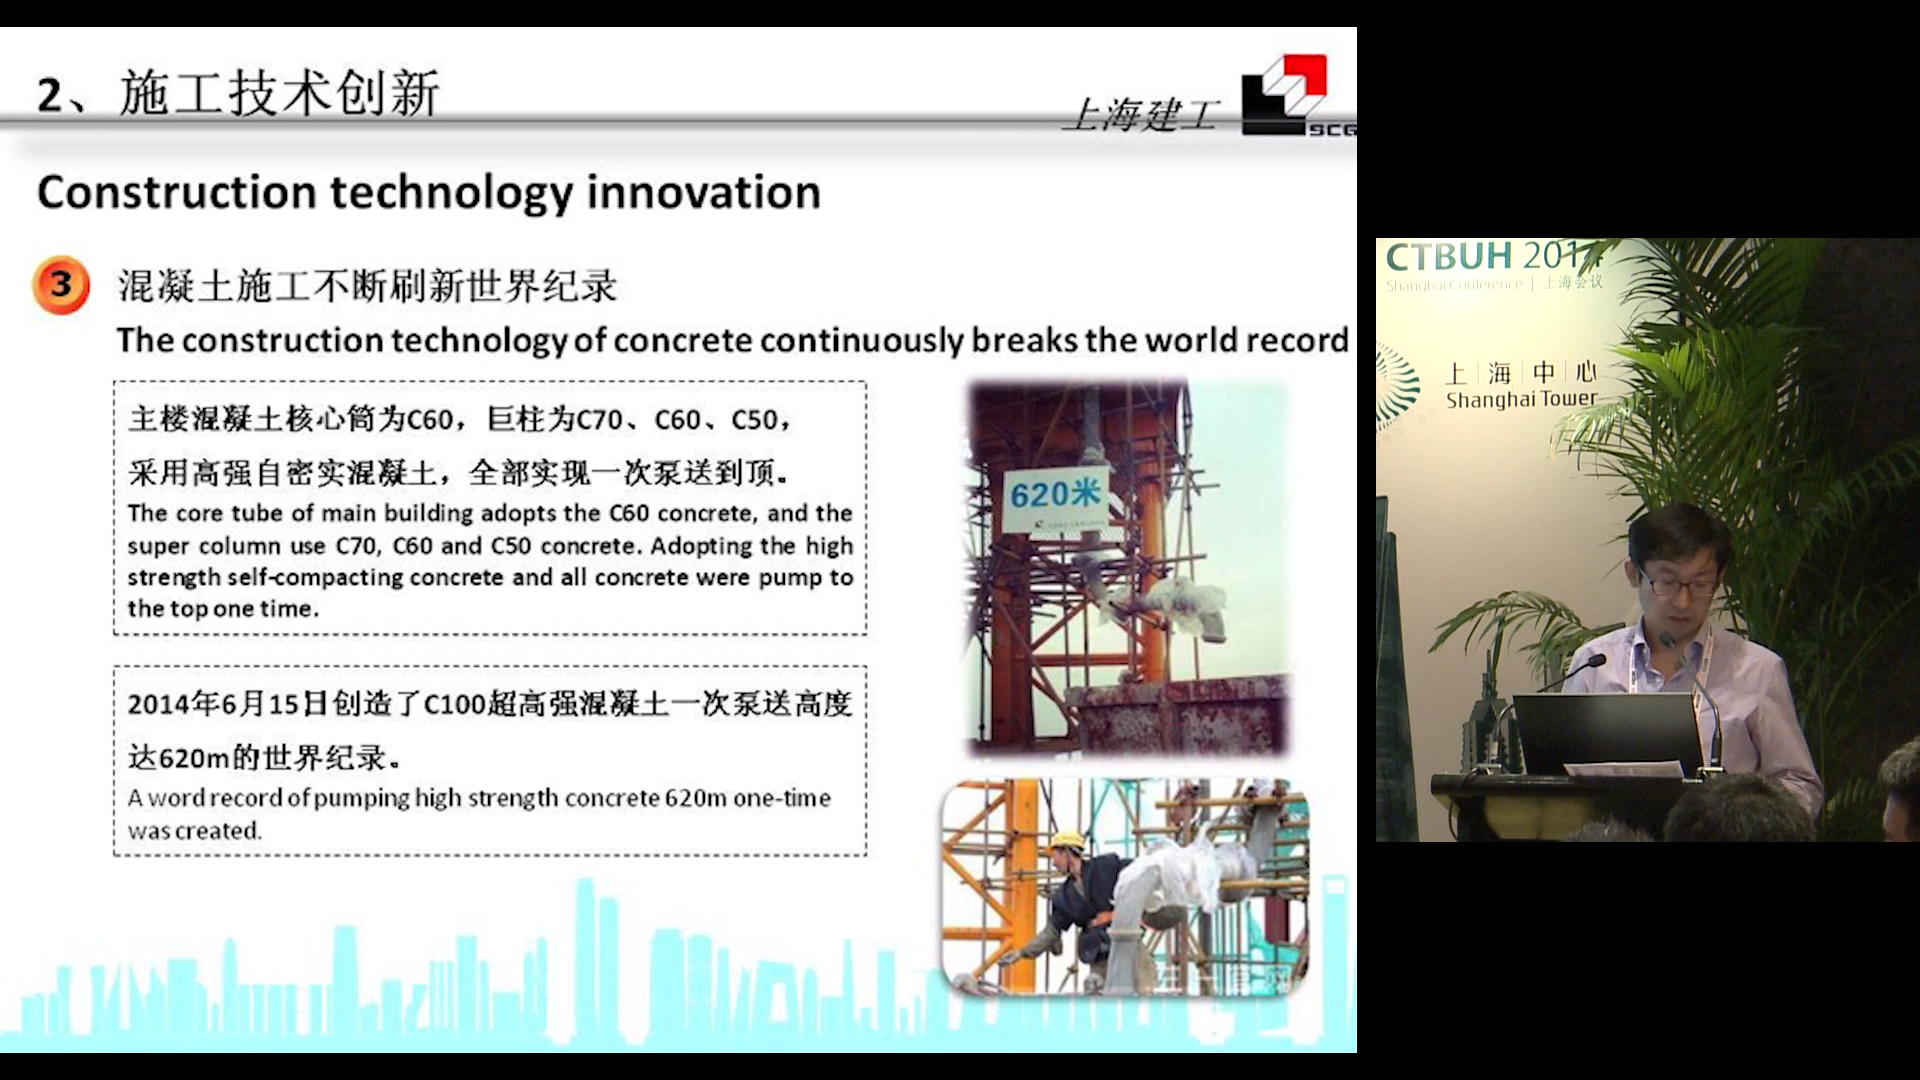 2、施工技术创新
上海建工
SCG
Construction technology innovation
3
混凝土施工不断刷新世界纪录
The construction technology of concrete continuously breaks the world record
主楼混凝土核心筒为C60，巨柱为C70、C60、C50，
采用高强自密实混凝土，全部实现一次泵送到顶。
The core tube of main building adopts the C60 concrete, and the
super column use C70, C60 and C50 concrete. Adopting the high
strength self-compacting concrete and all concrete were pump to
the top one time.
2014年6月15日创造了C100超高强混凝土一次泵送高度
达620m的世界纪录。
A word record of pumping high strength concrete 620m one-time
was created.
620米
CTBUH 2014
Shanghai Conference | 上海会议
上海中心
Shanghai Tower